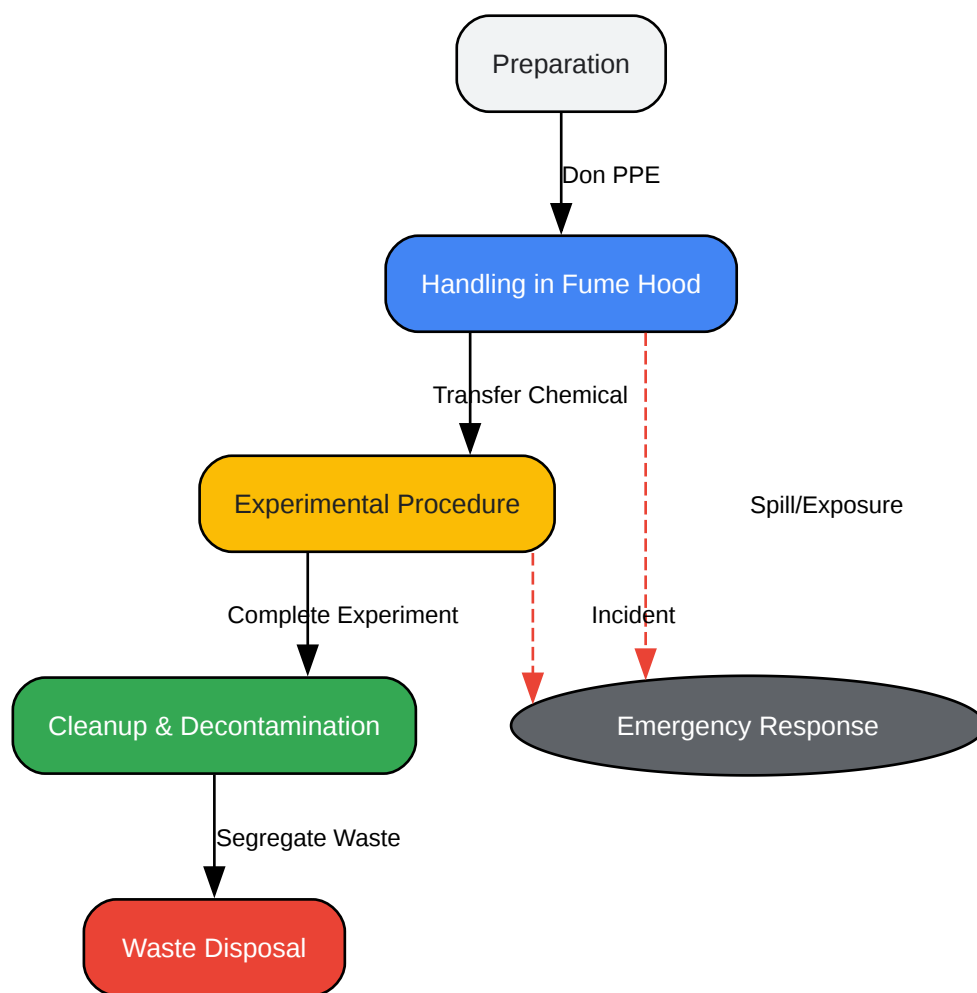 Preparation
Don PPE
Handling in Fume Hood
Transfer Chemical
Experimental Procedure
Spill/Exposure
Complete Experiment
Incident
Cleanup & Decontamination
Emergency Response
Segregate Waste
Waste Disposal